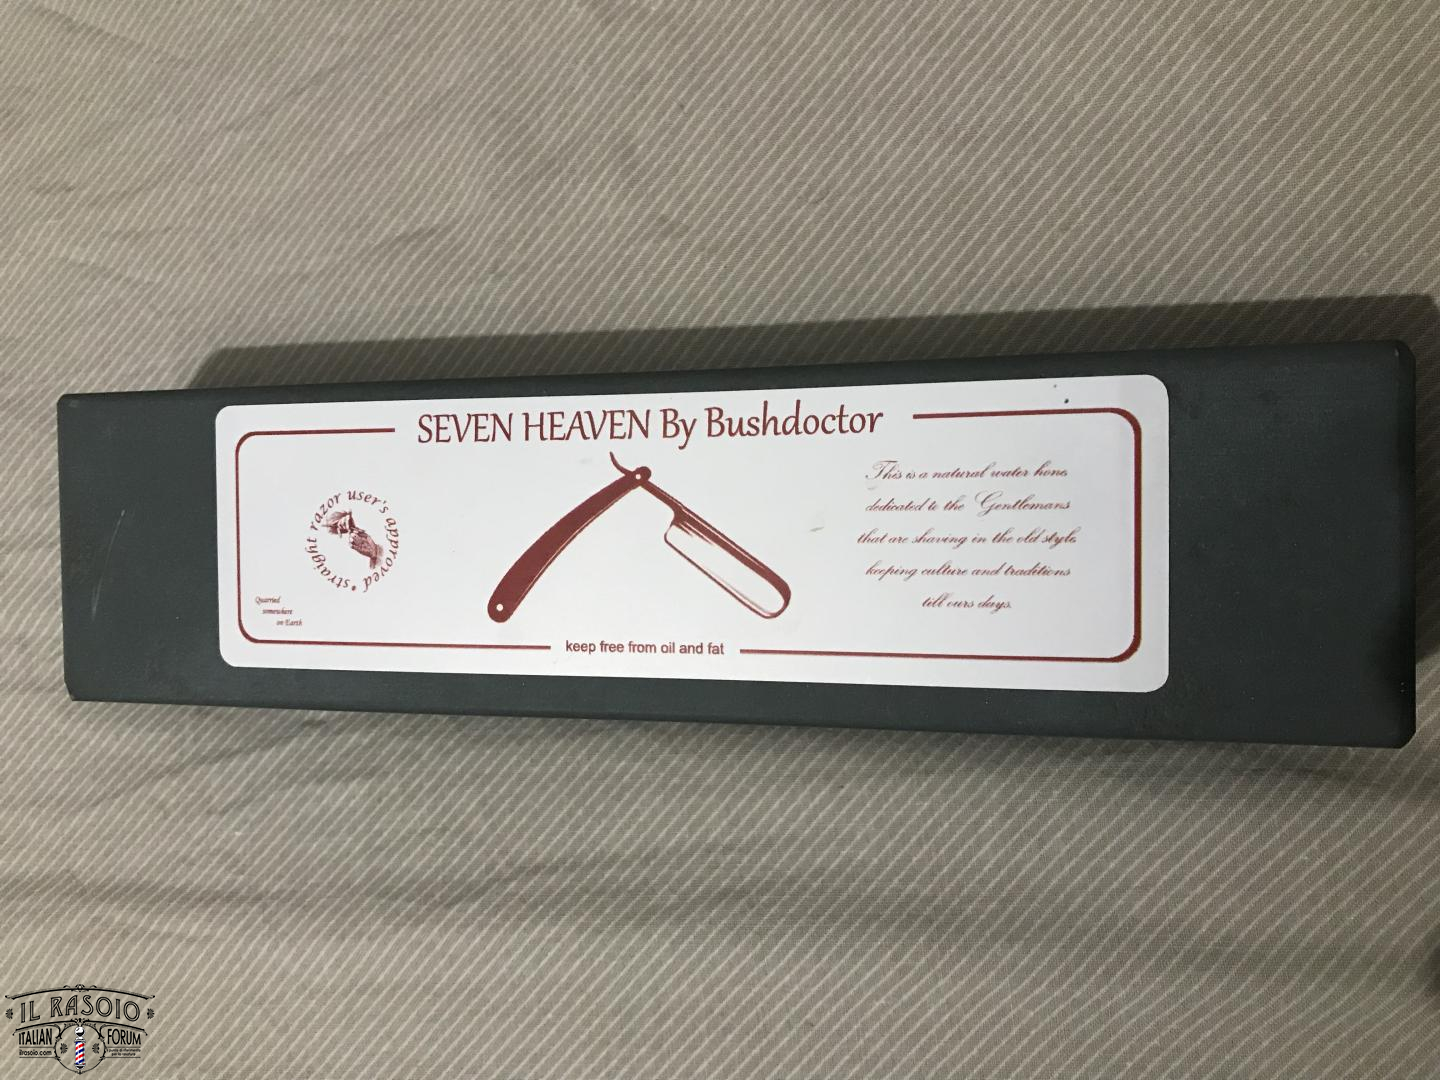 SEVEN HEAVEN By Bushdoctor
straight razor user's approved *
Quarried
somewhere
on Earth
This is a natural water hone
dedicated to the Gentlemans
that are shaving in the old style
keeping culture and traditions
till ours days.
keep free from oil and fat
IL RASOIO
ITALIAN FORUM
ilrasoio.com